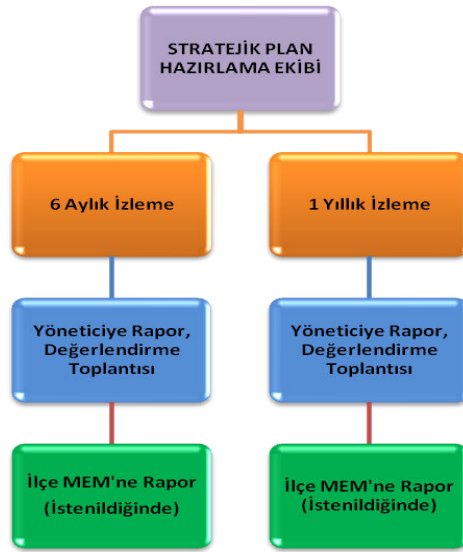 STRATEJİK PLAN
HAZIRLAMA EKİBİ
6 Aylık İzleme
1 Yıllık İzleme
Yöneticiye Rapor,
Değerlendirme
Toplantısı
Yöneticiye Rapor,
Değerlendirme
Toplantısı
İlçe MEM'ne Rapor
(İstenildiğinde)
İlçe MEM'ne Rapor
(İstenildiğinde)